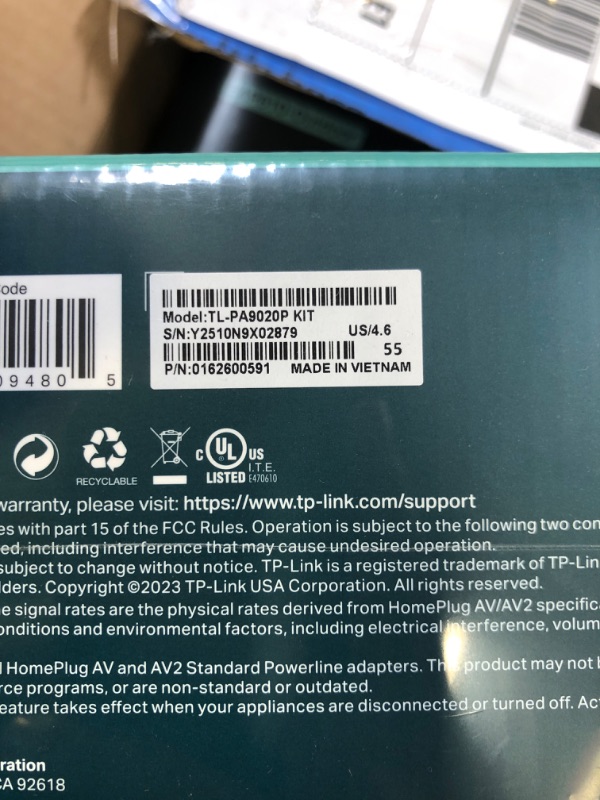 ode
09480 5
Model:TL-PA9020P KIT
S/N:Y2510N9X02879 US/4.6
55
P/N:0162600591 MADE IN VIETNAM
RECYCLABLE
C UL US
LISTED I.T.E. E470610
warranty, please visit: https://www.tp-link.com/support
es with part 15 of the FCC Rules. Operation is subject to the following two con
ed, including interference that may cause undesired operation.
subject to change without notice. TP-Link is a registered trademark of TP-Lin
lders. Copyright ©2023 TP-Link USA Corporation. All rights reserved.
e signal rates are the physical rates derived from HomePlug AV/AV2 specific
onditions and environmental factors, including electrical interference, volum
l HomePlug AV and AV2 Standard Powerline adapters. This product may not b
rce programs, or are non-standard or outdated.
eature takes effect when your appliances are disconnected or turned off. Ac
ration
CA 92618